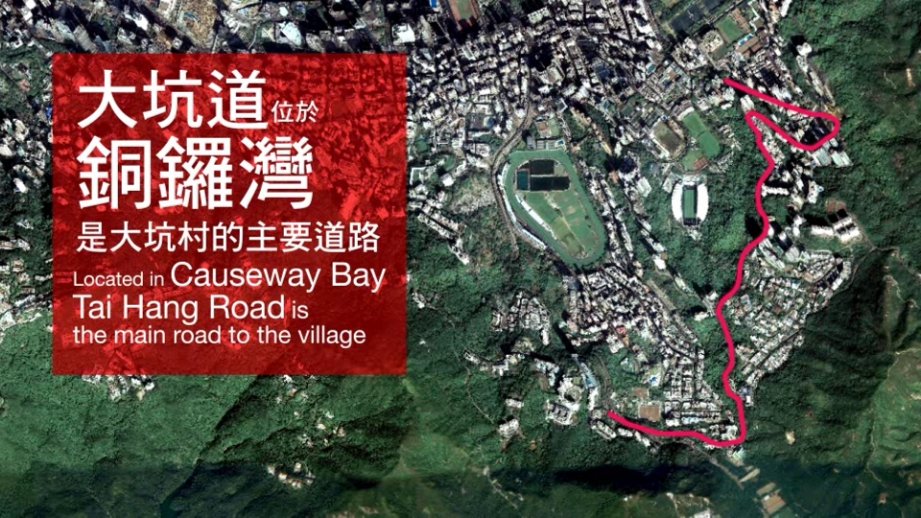 大坑道位於
銅鑼灣
是大坑村的主要道路
Located in Causeway Bay
Tai Hang Road is
the main road to the village